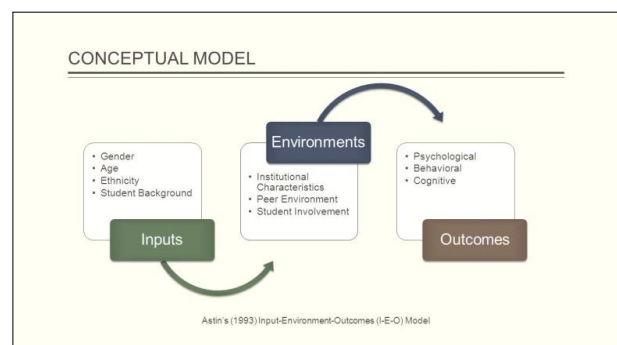 CONCEPTUAL MODEL
• Gender
• Age
• Ethnicity
• Student Background
Inputs
Environments
• Institutional
Characteristics
• Peer Environment
• Student Involvement
• Psychological
• Behavioral
• Cognitive
Outcomes
Astin's (1993) Input-Environment-Outcomes (I-E-O) Model